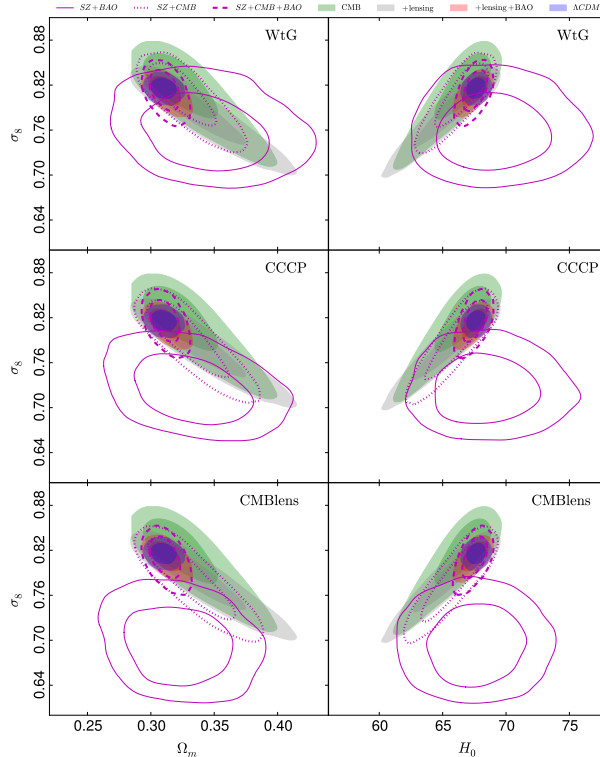 SZ+BAO SZ+CMB SZ+CMB+BAO CMB +lensing +lensing+BAO ΛCDM
WtG WtG
0.88
0.82
σ8
0.76
0.70
0.64
CCCP CCCP
0.88
0.82
σ8
0.76
0.70
0.64
CMBlens CMBlens
0.88
0.82
σ8
0.76
0.70
0.64
0.25 0.30 0.35 0.40 60 65 70 75
Ωm H0